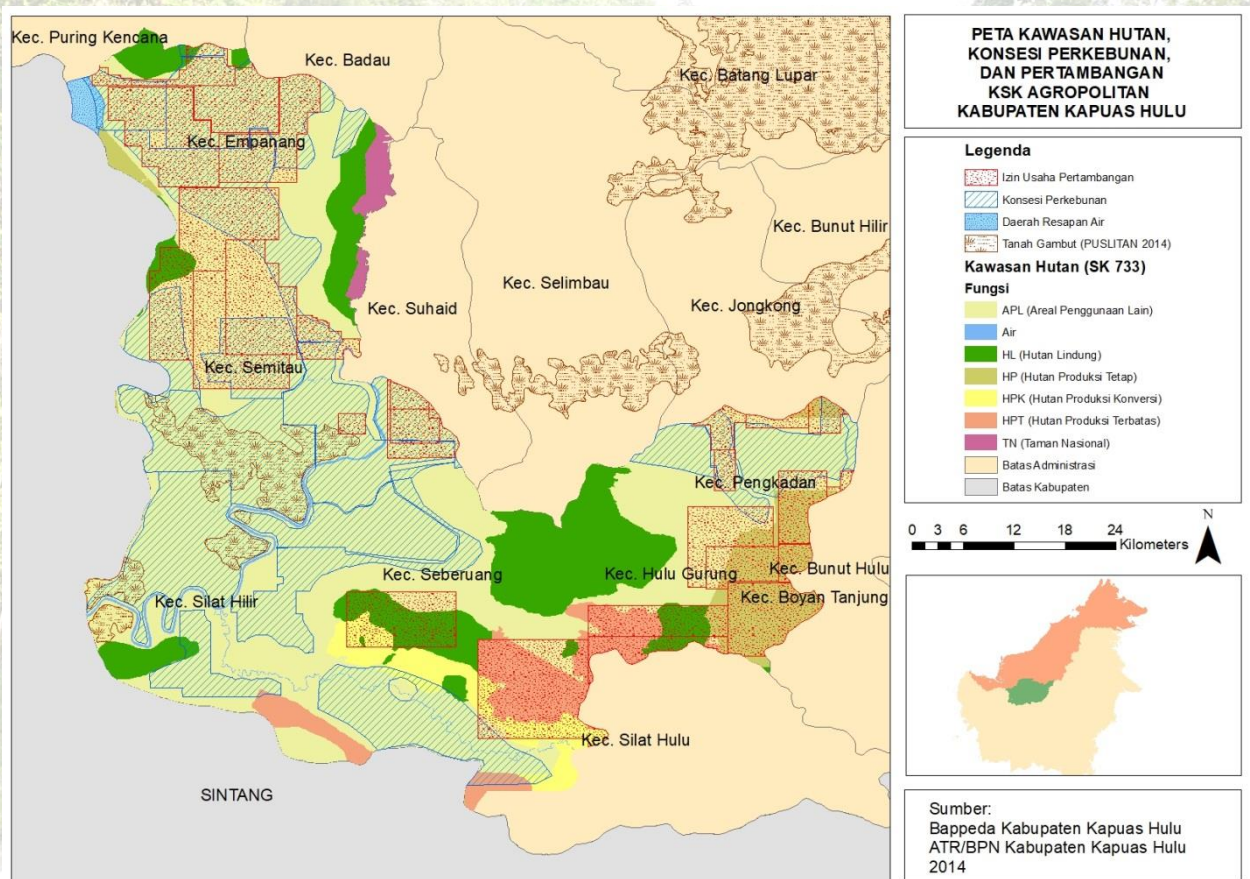 Kec. Puring Kencana
Kec. Badau
Kec. Batang Lupar
Kec. Empanang
Kec. Bunut Hilir
Kec. Selimbau
Kec. Suhaid
Kec. Jongkong
Kec. Semitau
Kec. Pengkadan
Kec. Seberuang
Kec. Hulu Gurung
Kec. Bunut Hulu
Kec. Boyan Tanjung
Kec. Silat Hilir
Kec. Silat Hulu
SINTANG
PETA KAWASAN HUTAN,
KONSESI PERKEBUNAN,
DAN PERTAMBANGAN
KSK AGROPOLITAN
KABUPATEN KAPUAS HULU
Legenda
Izin Usaha Pertambangan
Konsesi Perkebunan
Daerah Resapan Air
Tanah Gambut (PUSLITAN 2014)
Kawasan Hutan (SK 733)
Fungsi
APL (Areal Penggunaan Lain)
Air
HL (Hutan Lindung)
HP (Hutan Produksi Tetap)
HPK (Hutan Produksi Konversi)
HPT (Hutan Produksi Terbatas)
TN (Taman Nasional)
Batas Administrasi
Batas Kabupaten
N
0 3 6 12 18 24
Kilometers
Sumber:
Bappeda Kabupaten Kapuas Hulu
ATR/BPN Kabupaten Kapuas Hulu
2014